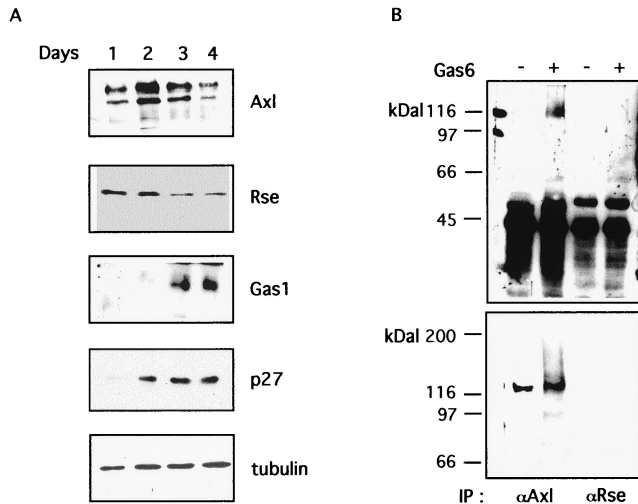 A
Days 1 2 3 4
Axl
Rse
Gas1
p27
tubulin
B
Gas6 - + - +
kDal 116
97
66
45
kDal 200
116
97
66
IP : αAxl αRse